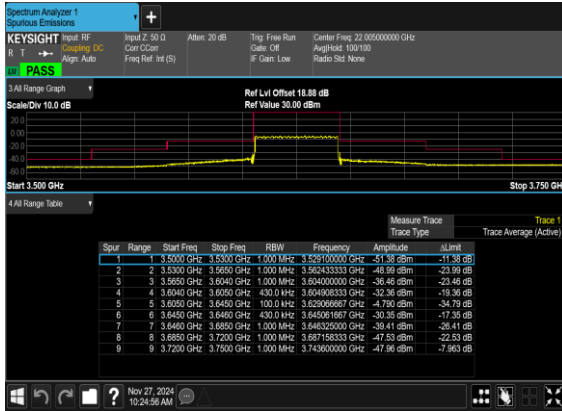 Spectrum Analyzer 1
Spurious Emissions
+
KEYSIGHT Input: RF Input Z: 50 Ω Atten: 20 dB Trig: Free Run Center Freq: 22.005000000 GHz
R T Coupling: DC Corr CCorr Gate: Off Avg|Hold: 100/100
Align: Auto Freq Ref: Int (S) IF Gain: Low Radio Std: None
PASS
3 All Range Graph
Ref Lvl Offset 18.88 dB
Scale/Div 10.0 dB Ref Value 30.00 dBm
20.0
0.00
-20.0
-40.0
-60.0
Start 3.500 GHz Stop 3.750 GH
4 All Range Table
Measure Trace Trace 1
Trace Type Trace Average (Active)
Spur Range Start Freq Stop Freq RBW Frequency Amplitude ΔLimit
1 1 3.5000 GHz 3.5300 GHz 1.000 MHz 3.529100000 GHz -51.38 dBm -11.38 dB
2 2 3.5300 GHz 3.5650 GHz 1.000 MHz 3.562433333 GHz -48.99 dBm -23.99 dB
3 3 3.5650 GHz 3.6040 GHz 1.000 MHz 3.604000000 GHz -36.46 dBm -23.46 dB
4 4 3.6040 GHz 3.6050 GHz 430.0 kHz 3.604908333 GHz -32.36 dBm -19.36 dB
5 5 3.6050 GHz 3.6450 GHz 100.0 kHz 3.629066667 GHz -4.790 dBm -34.79 dB
6 6 3.6450 GHz 3.6460 GHz 430.0 kHz 3.645061667 GHz -30.35 dBm -17.35 dB
7 7 3.6460 GHz 3.6850 GHz 1.000 MHz 3.646325000 GHz -39.41 dBm -26.41 dB
8 8 3.6850 GHz 3.7200 GHz 1.000 MHz 3.687158333 GHz -47.53 dBm -22.53 dB
9 9 3.7200 GHz 3.7500 GHz 1.000 MHz 3.743600000 GHz -47.96 dBm -7.963 dB
? Nov 27, 2024
10:24:56 AM